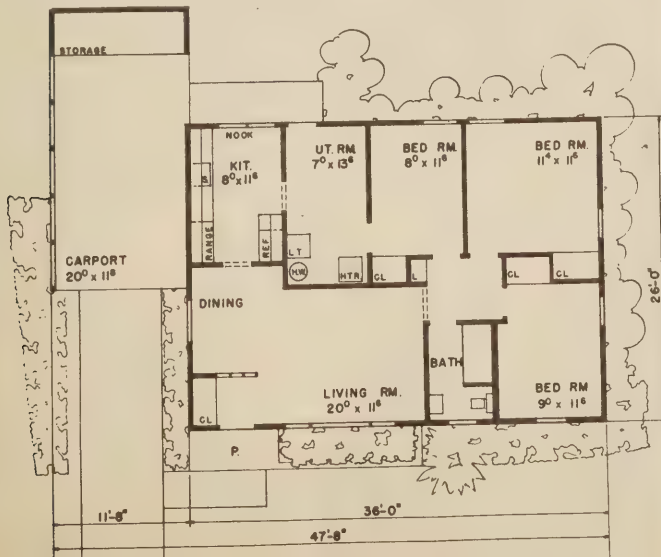 STORAGE
NOOK
KIT.
8⁰ x 11⁶
S
RANGE
REF.
UT. RM.
7⁰ x 13⁶
LT
H.W.
HTR.
BED RM.
8⁰ x 11⁶
CL
L
BED RM.
11⁴ x 11⁶
CL
CL
CARPORT
20⁰ x 11⁸
DINING
LIVING RM.
20⁰ x 11⁶
CL
BATH
BED RM
9⁰ x 11⁶
P.
26'-0"
11'-8"
36'-0"
47'-8"